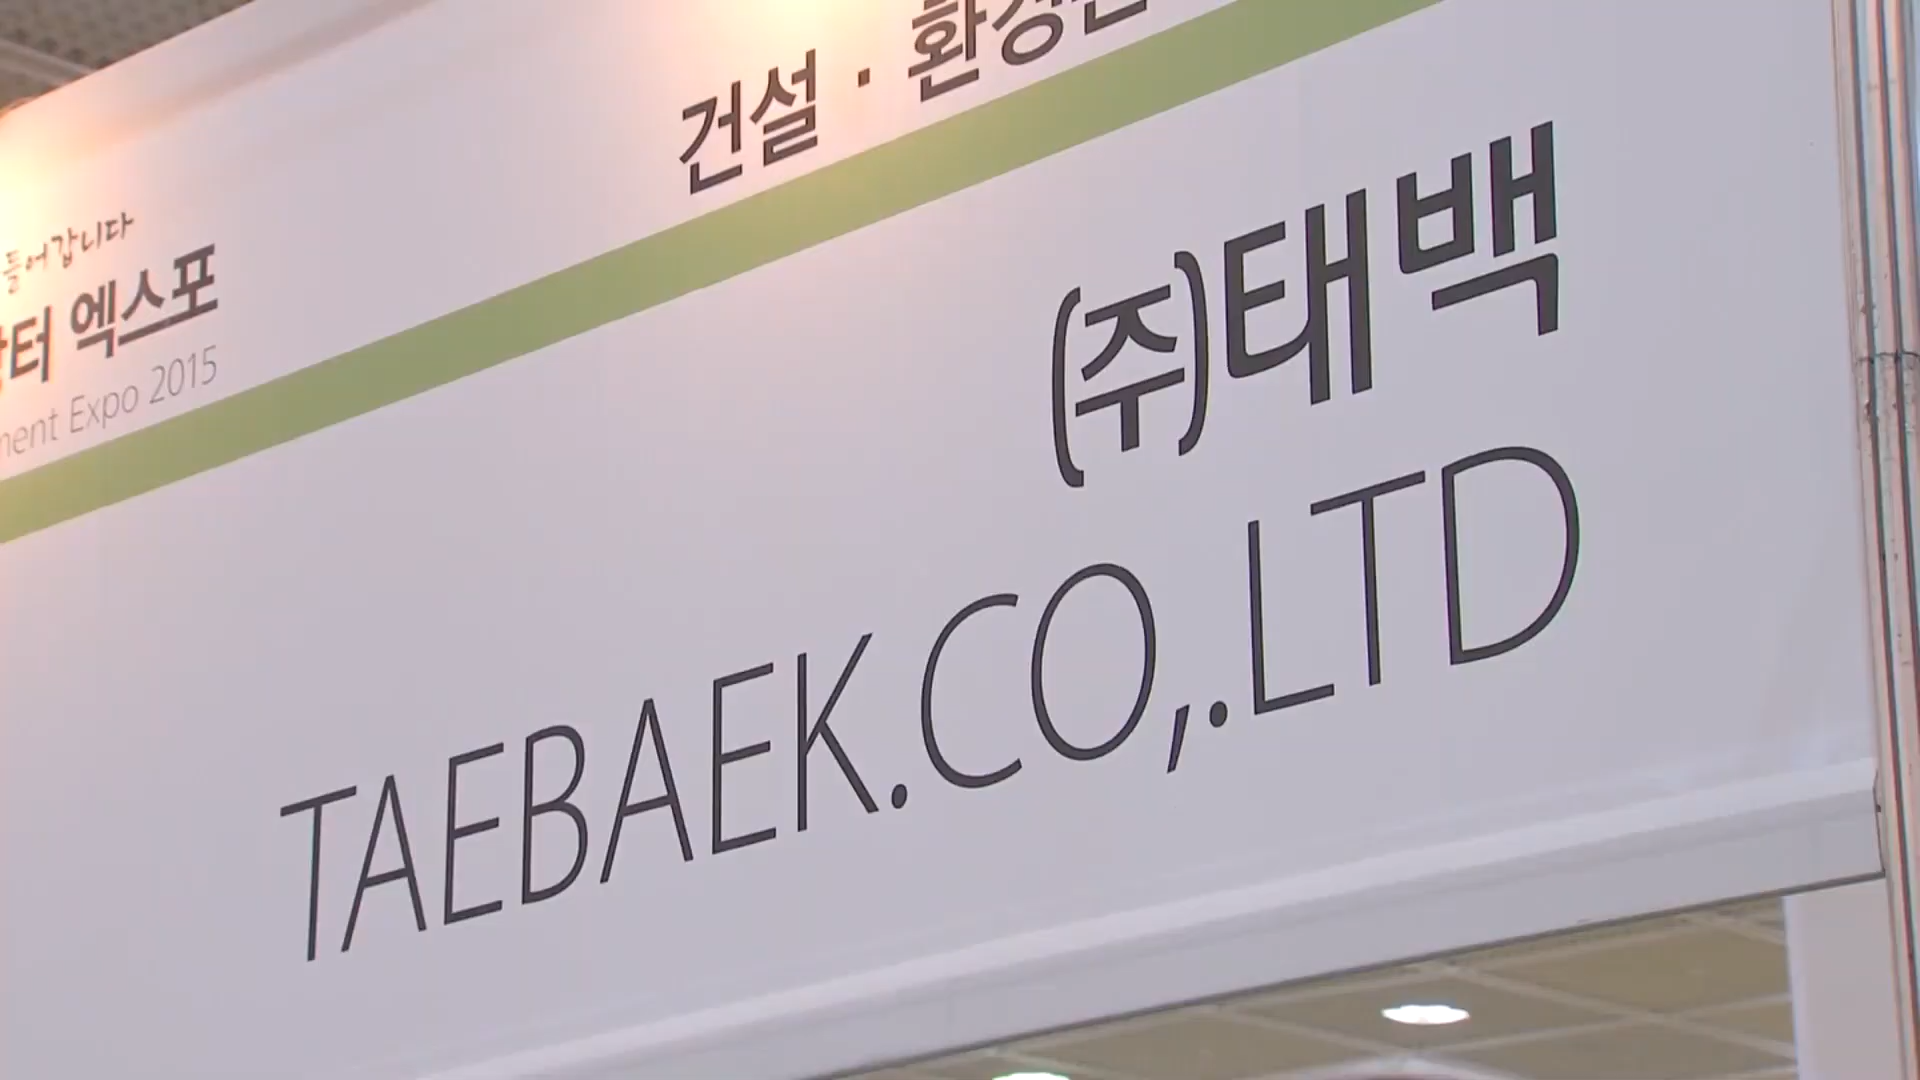 건설 · 환경
들어갑니다
장터 엑스포
Expo 2015
(주)태백
TAEBAEK.CO,.LTD